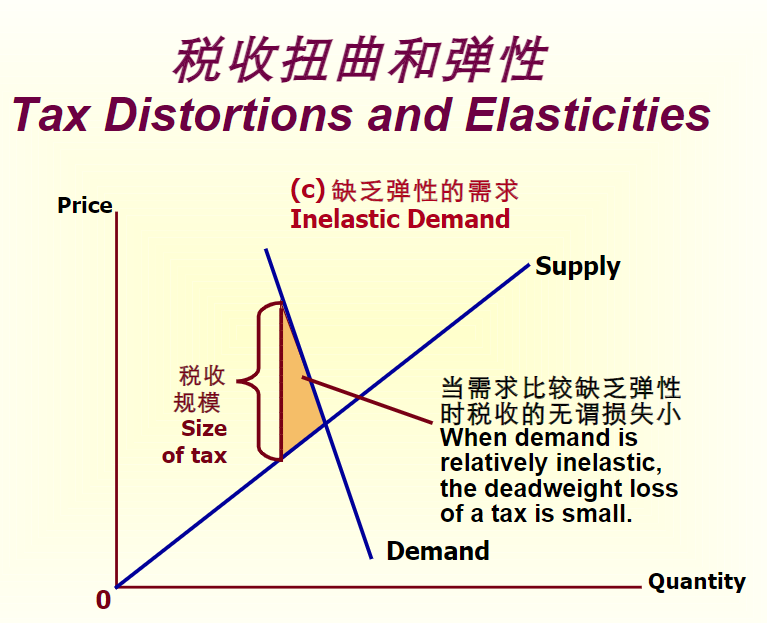 税收扭曲和弹性
Tax Distortions and Elasticities
(c) 缺乏弹性的需求
Inelastic Demand
Price
Supply
税收
规模
Size
of tax
当需求比较缺乏弹性
时税收的无谓损失小
When demand is
relatively inelastic,
the deadweight loss
of a tax is small.
Demand
Quantity
0